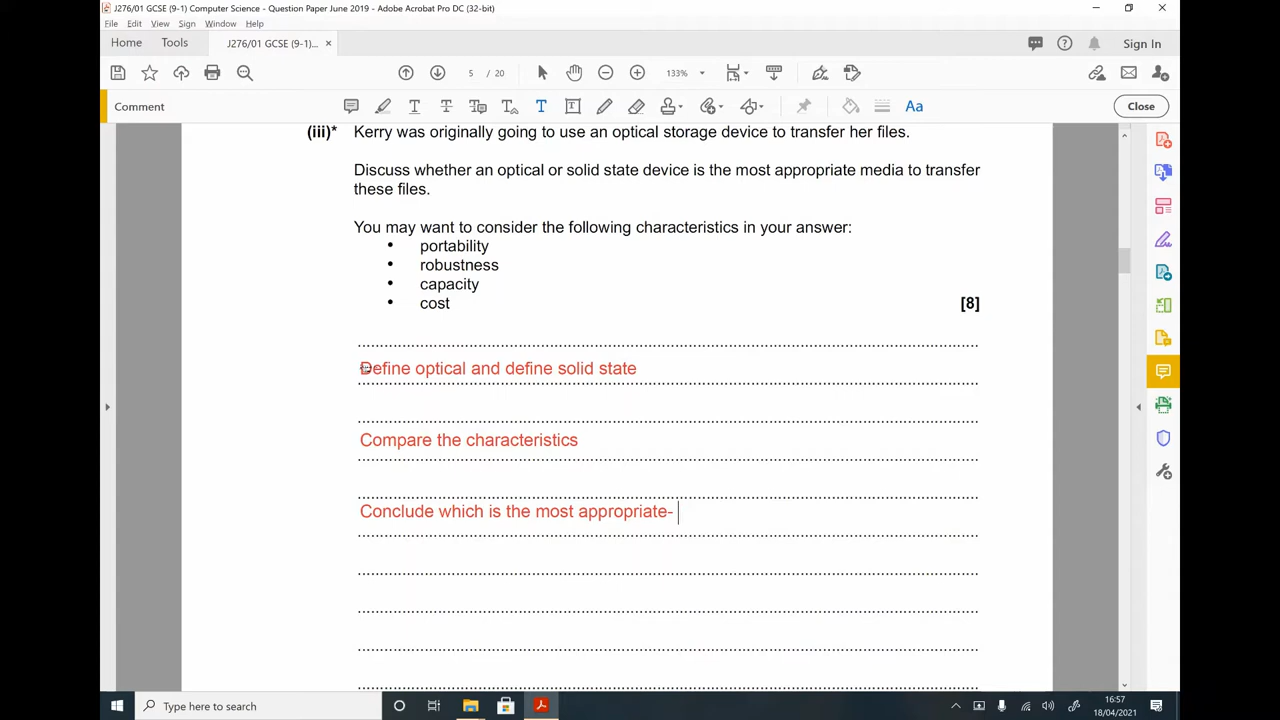 J276/01 GCSE (9-1) Computer Science - Question Paper June 2019 - Adobe Acrobat Pro DC (32-bit)
File Edit View Sign Window Help
Home Tools J276/01 GCSE (9-1)... × Sign In
5 / 20 133%
Comment Aa Close
(iii)* Kerry was originally going to use an optical storage device to transfer her files.
Discuss whether an optical or solid state device is the most appropriate media to transfer
these files.
You may want to consider the following characteristics in your answer:
• portability
• robustness
• capacity
• cost [8]
Define optical and define solid state
Compare the characteristics
Conclude which is the most appropriate-
Type here to search
16:57
18/04/2021